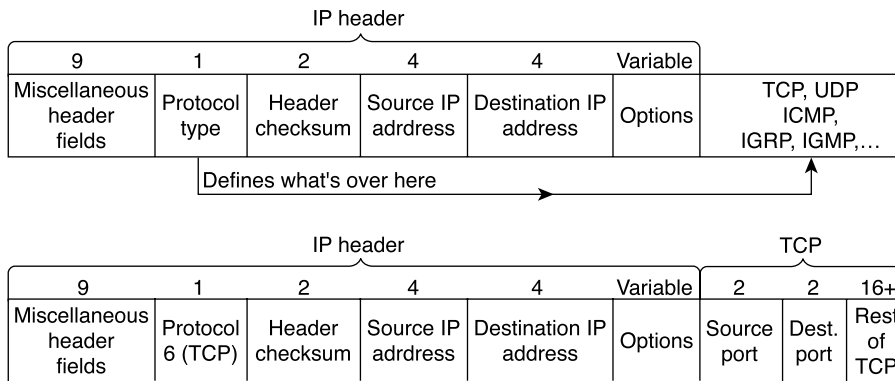 IP header
9 1 2 4 4 Variable
Miscellaneous header fields
Protocol type
Header checksum
Source IP adrdress
Destination IP address
Options
TCP, UDP
ICMP,
IGRP, IGMP,...
Defines what's over here
IP header
TCP
9 1 2 4 4 Variable 2 2 16+
Miscellaneous header fields
Protocol 6 (TCP)
Header checksum
Source IP adrdress
Destination IP address
Options
Source port
Dest. port
Rest of TCP